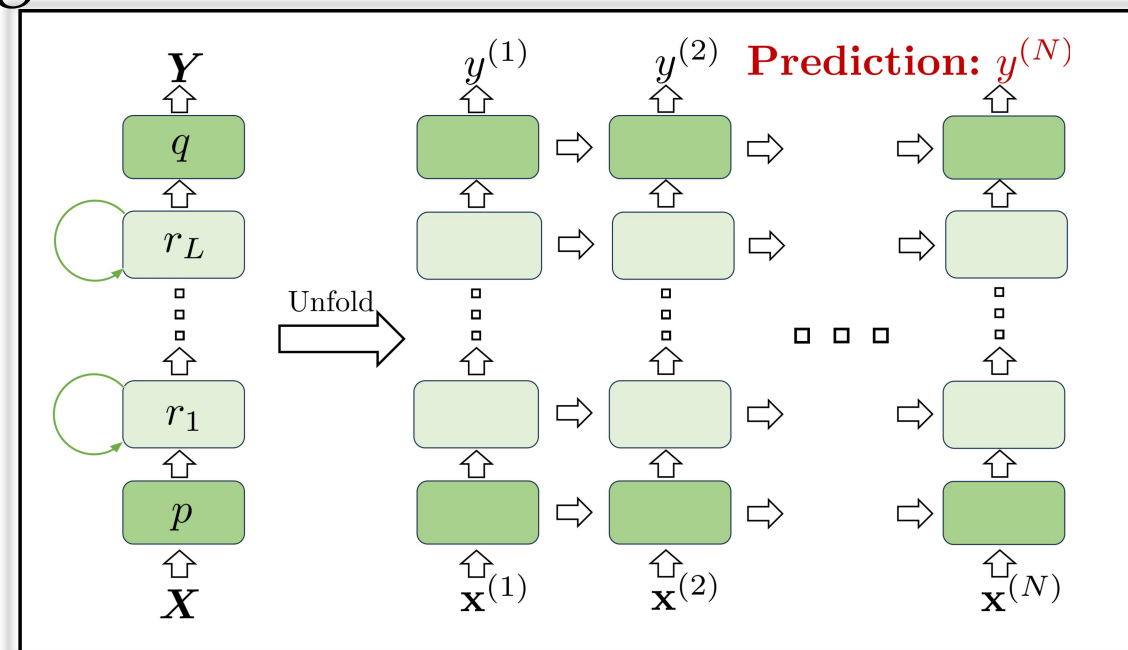 Y
y^{(1)} y^{(2)} Prediction: y^{(N)}
q
r_L
Unfold
r_1
p
X
x^{(1)} x^{(2)} x^{(N)}